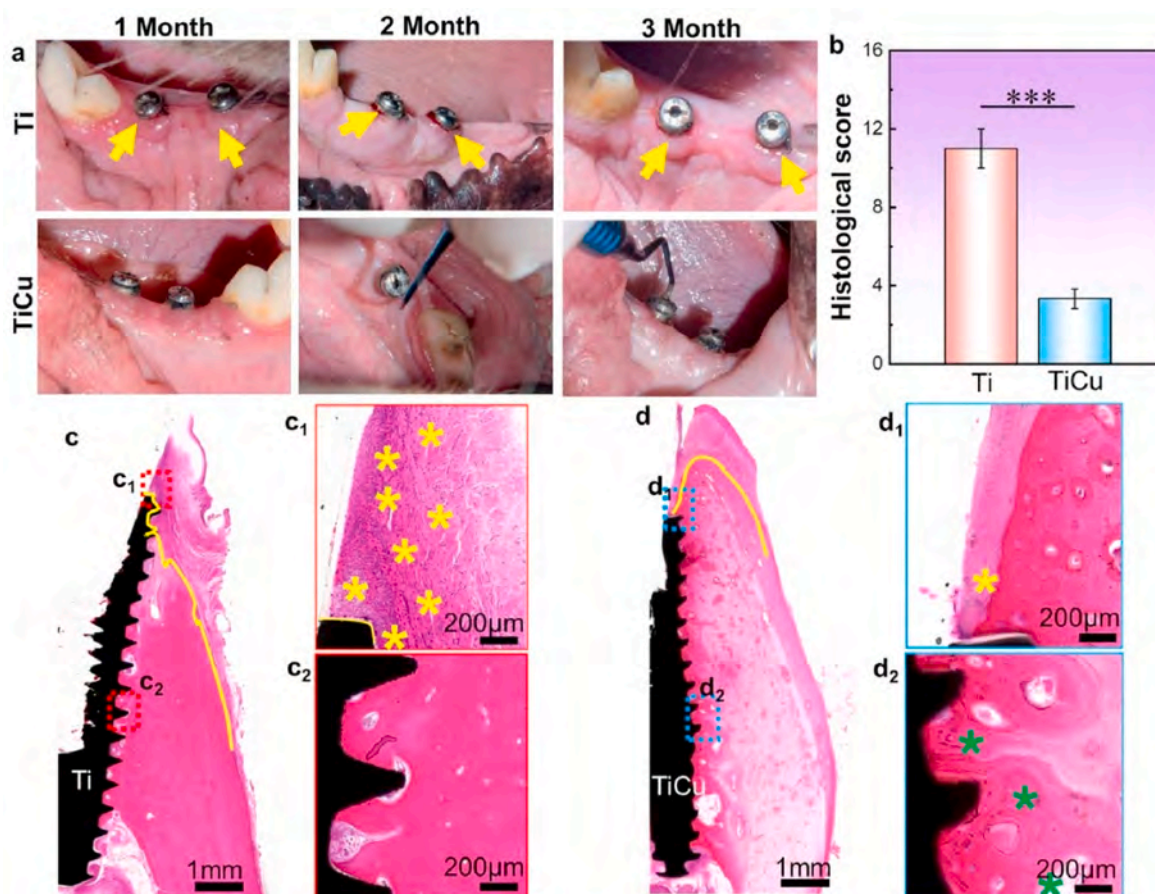 1 Month
2 Month
3 Month
a
Ti
TiCu
b
Histological score
16
12
8
4
0
***
Ti
TiCu
c
c1
c2
Ti
1mm
c1
200μm
c2
200μm
d
d
d2
TiCu
1mm
d1
200μm
d2
200μm